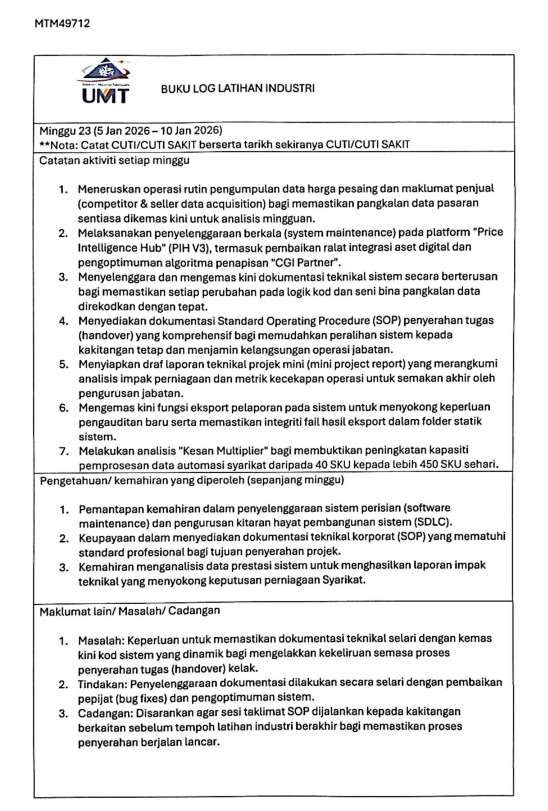 MTM49712
UMT
BUKU LOG LATIHAN INDUSTRI
Minggu 23 (5 Jan 2026 – 10 Jan 2026)
**Nota: Catat CUTI/CUTI SAKIT berserta tarikh sekiranya CUTI/CUTI SAKIT
Catatan aktiviti setiap minggu
1. Meneruskan operasi rutin pengumpulan data harga pesaing dan maklumat penjual
(competitor & seller data acquisition) bagi memastikan pangkalan data pasaran
sentiasa dikemas kini untuk analisis mingguan.
2. Melaksanakan penyelenggaraan berkala (system maintenance) pada platform "Price
Intelligence Hub" (PIH V3), termasuk pembaikan ralat integrasi aset digital dan
pengoptimuman algoritma penapisan "CGI Partner".
3. Menyelenggara dan mengemas kini dokumentasi teknikal sistem secara berterusan
bagi memastikan setiap perubahan pada logik kod dan seni bina pangkalan data
direkodkan dengan tepat.
4. Menyediakan dokumentasi Standard Operating Procedure (SOP) penyerahan tugas
(handover) yang komprehensif bagi memudahkan peralihan sistem kepada
kakitangan tetap dan menjamin kelangsungan operasi jabatan.
5. Menyiapkan draf laporan teknikal projek mini (mini project report) yang merangkumi
analisis impak perniagaan dan metrik kecekapan operasi untuk semakan akhir oleh
pengurusan jabatan.
6. Mengemas kini fungsi eksport pelaporan pada sistem untuk menyokong keperluan
pengauditan baru serta memastikan integriti fail hasil eksport dalam folder statik
sistem.
7. Melakukan analisis "Kesan Multiplier" bagi membuktikan peningkatan kapasiti
pemprosesan data automasi syarikat daripada 40 SKU kepada lebih 450 SKU sehari.
Pengetahuan/ kemahiran yang diperoleh (sepanjang minggu)
1. Pemantapan kemahiran dalam penyelenggaraan sistem perisian (software
maintenance) dan pengurusan kitaran hayat pembangunan sistem (SDLC).
2. Keupayaan dalam menyediakan dokumentasi teknikal korporat (SOP) yang mematuhi
standard profesional bagi tujuan penyerahan projek.
3. Kemahiran menganalisis data prestasi sistem untuk menghasilkan laporan impak
teknikal yang menyokong keputusan perniagaan Syarikat.
Maklumat lain/ Masalah/ Cadangan
1. Masalah: Keperluan untuk memastikan dokumentasi teknikal selari dengan kemas
kini kod sistem yang dinamik bagi mengelakkan kekeliruan semasa proses
penyerahan tugas (handover) kelak.
2. Tindakan: Penyelenggaraan dokumentasi dilakukan secara selari dengan pembaikan
pepijat (bug fixes) dan pengoptimuman sistem.
3. Cadangan: Disarankan agar sesi taklimat SOP dijalankan kepada kakitangan
berkaitan sebelum tempoh latihan industri berakhir bagi memastikan proses
penyerahan berjalan lancar.